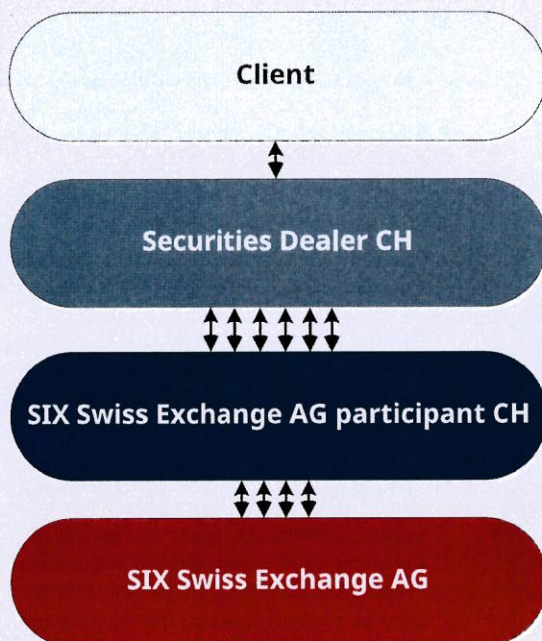 Client
Securities Dealer CH
SIX Swiss Exchange AG participant CH
SIX Swiss Exchange AG